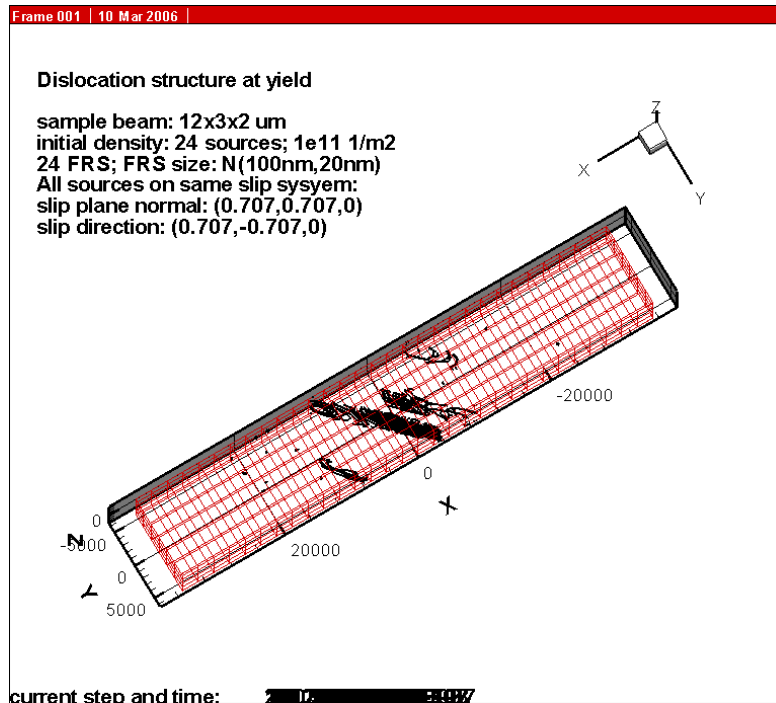 Frame 001 | 10 Mar 2006 |
Dislocation structure at yield
sample beam: 12x3x2 um
initial density: 24 sources; 1e11 1/m2
24 FRS; FRS size: N(100nm,20nm)
All sources on same slip sysyem:
slip plane normal: (0.707,0.707,0)
slip direction: (0.707,-0.707,0)
Z
X
Y
-20000
0
X
20000
0
Z
-5000
0
Y
5000
current step and time: